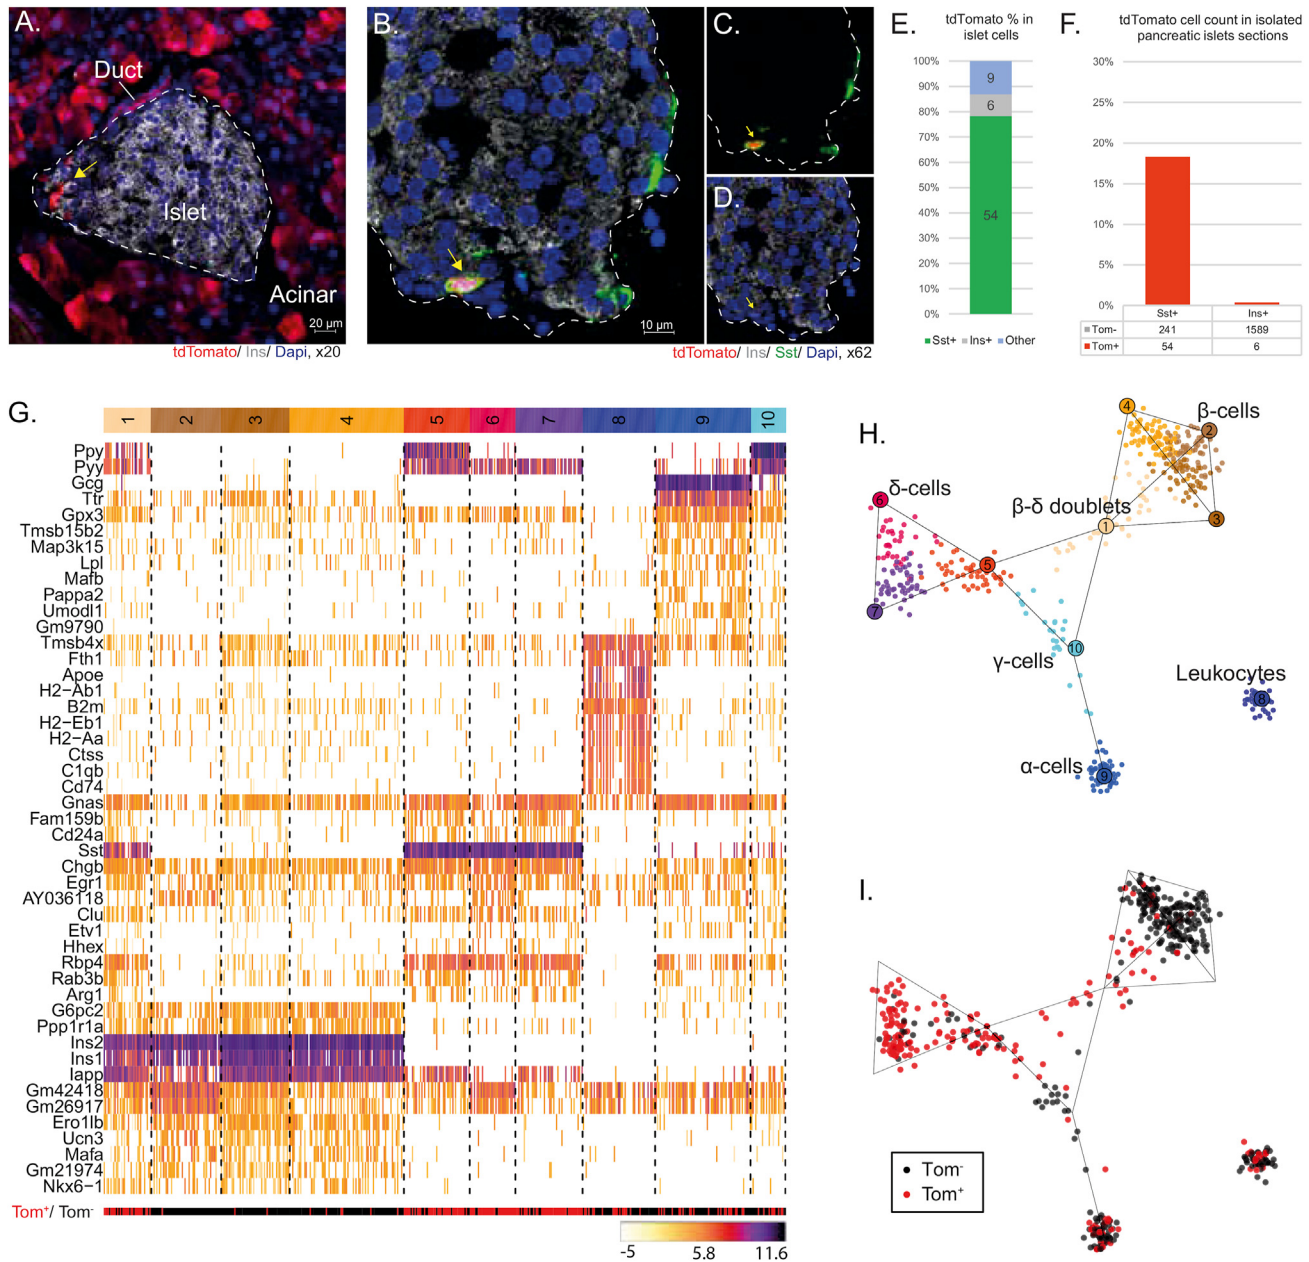 A.
Duct
Islet
Acinar
20 µm
tdTomato/ Ins/ Dapi, x20
B.
10 µm
C.
D.
tdTomato/ Ins/ Sst/ Dapi, x62
E.
tdTomato % in
islet cells
100%
90%
80%
70%
60%
50%
40%
30%
20%
10%
0%
9
6
54
Sst+ Ins+ Other
F.
tdTomato cell count in isolated
pancreatic islets sections
30%
25%
20%
15%
10%
5%
0%
Sst+ Ins+
Tom- 241 1589
Tom+ 54 6
G.
1 2 3 4 5 6 7 8 9 10
Ppy
Pyy
Gcg
Ttr
Gpx3
Tmsb15b2
Map3k15
Lpl
Mafb
Pappa2
Umodl1
Gm9790
Tmsb4x
Fth1
Apoe
H2−Ab1
B2m
H2−Eb1
H2−Aa
Ctss
C1qb
Cd74
Gnas
Fam159b
Cd24a
Sst
Chgb
Egr1
AY036118
Clu
Etv1
Hhex
Rbp4
Rab3b
Arg1
G6pc2
Ppp1r1a
Ins2
Ins1
Iapp
Gm42418
Gm26917
Ero1lb
Ucn3
Mafa
Gm21974
Nkx6−1
Tom+/ Tom-
-5 5.8 11.6
H.
4
β-cells
2
δ-cells
6
β-δ doublets
1
3
5
7
10
γ-cells
Leukocytes
8
α-cells
9
I.
Tom-
Tom+